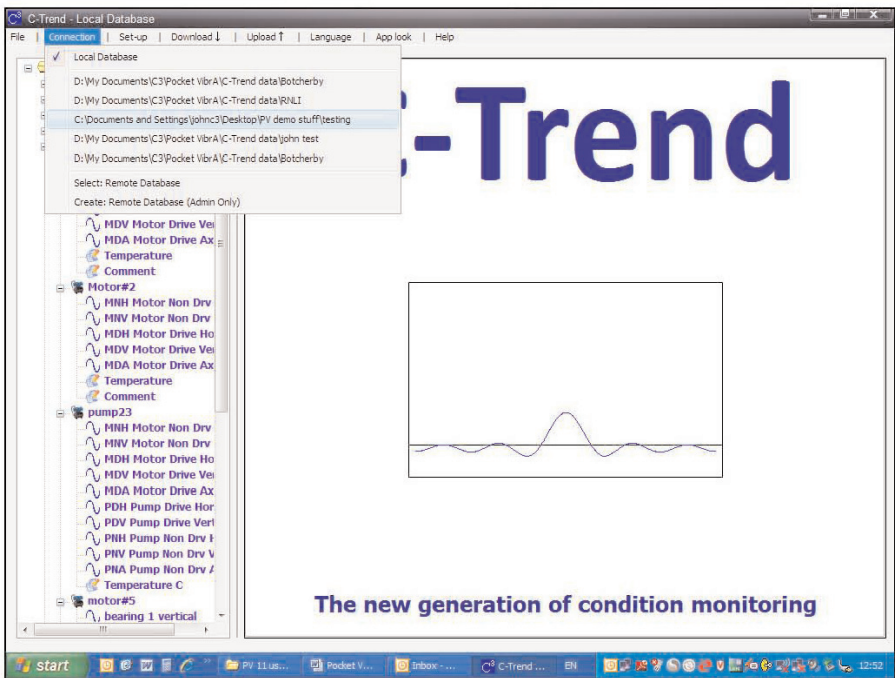 C-Trend - Local Database
File | Connection | Set-up | Download↓ | Upload↑ | Language | App look | Help
✓ Local Database
D:\My Documents\C3\Pocket VibrA\C-Trend data\Botcherby
D:\My Documents\C3\Pocket VibrA\C-Trend data\RNLI
C:\Documents and Settings\johnc3\Desktop\PV demo stuff\testing
D:\My Documents\C3\Pocket VibrA\C-Trend data\john test
D:\My Documents\C3\Pocket VibrA\C-Trend data\Botcherby
Select: Remote Database
Create: Remote Database (Admin Only)
-Trend
MDV Motor Drive Ver
MDA Motor Drive Ax
Temperature
Comment
Motor#2
MNH Motor Non Drv
MNV Motor Non Drv
MDH Motor Drive Ho
MDV Motor Drive Ver
MDA Motor Drive Ax
Temperature
Comment
pump23
MNH Motor Non Drv
MNV Motor Non Drv
MDH Motor Drive Ho
MDV Motor Drive Ver
MDA Motor Drive Ax
PDH Pump Drive Hor
PDV Pump Drive Vert
PNH Pump Non Drv H
PNV Pump Non Drv V
PNA Pump Non Drv A
Temperature C
motor#5
bearing 1 vertical
The new generation of condition monitoring
start PV 11 us... Pocket V... Inbox - ... C-Trend ... EN 12:52